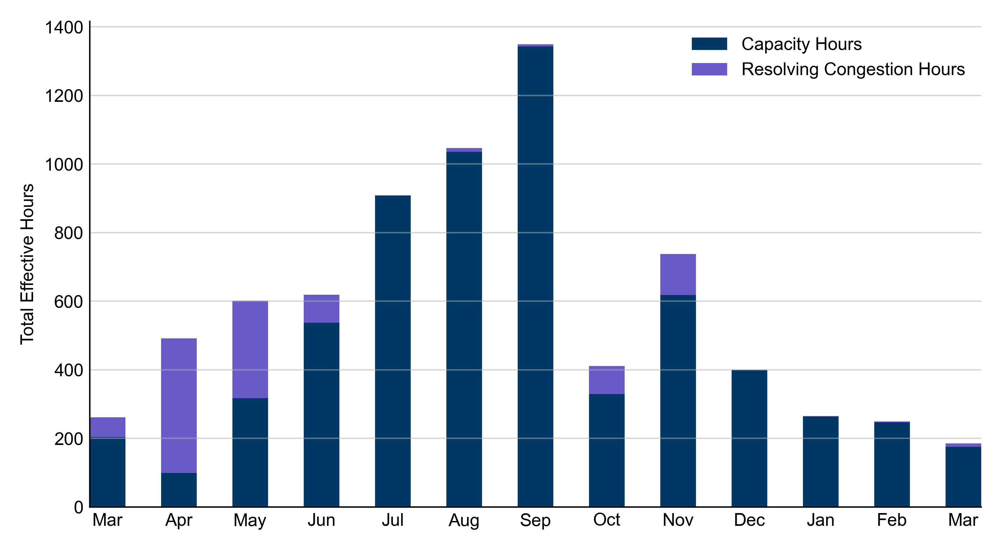 Total Effective Hours
1400
1200
1000
800
600
400
200
0
Capacity Hours
Resolving Congestion Hours
Mar Apr May Jun Jul Aug Sep Oct Nov Dec Jan Feb Mar